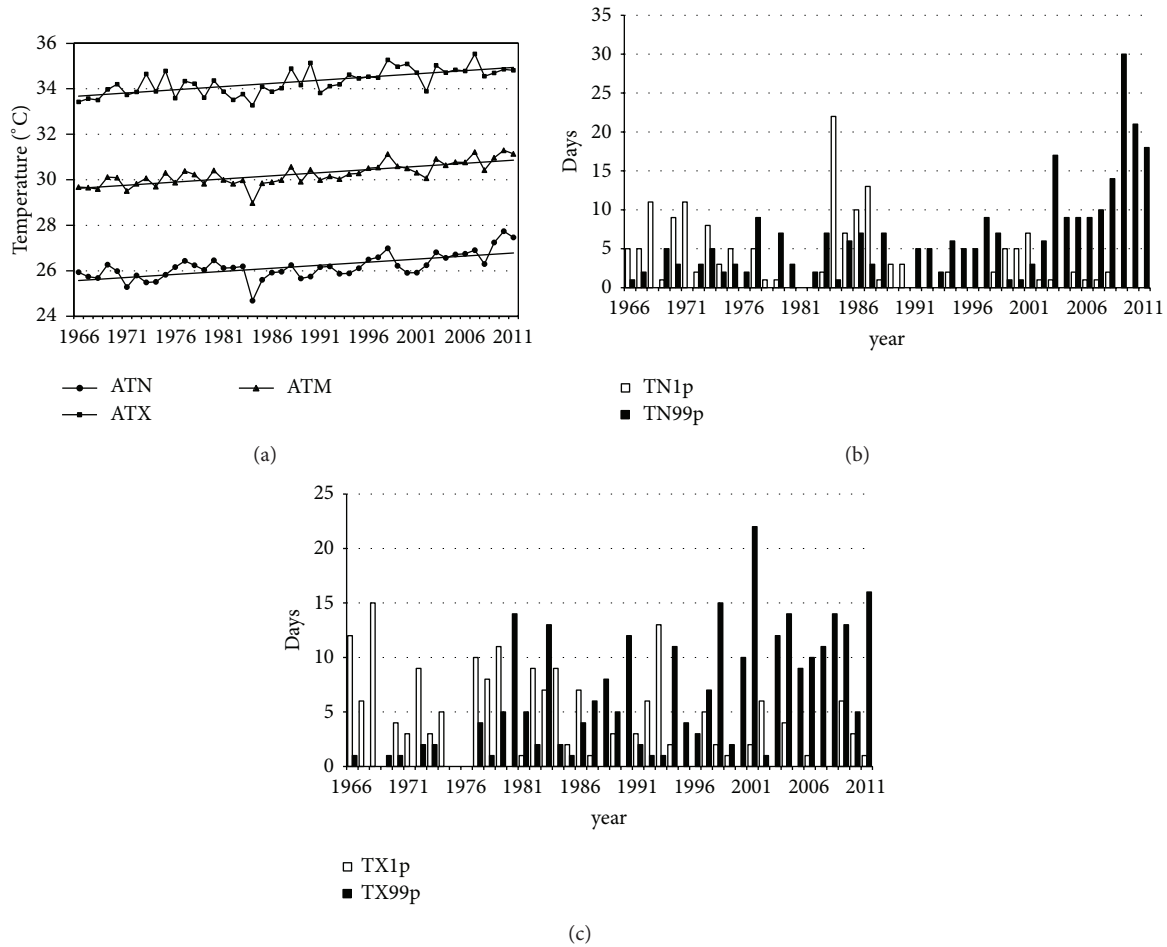 36
34
32
30
28
26
24
Temperature (°C)
1966 1971 1976 1981 1986 1991 1996 2001 2002 2011
ATN
ATM
ATX
(a)
35
30
25
20
15
10
5
0
Days
1966 1971 1976 1981 1986 1991 1996 2001 2006 2011
year
TN1p
TN99p
(b)
25
20
15
10
5
0
Days
1966 1971 1976 1981 1986 1991 1996 2001 2006 2011
year
TX1p
TX99p
(c)